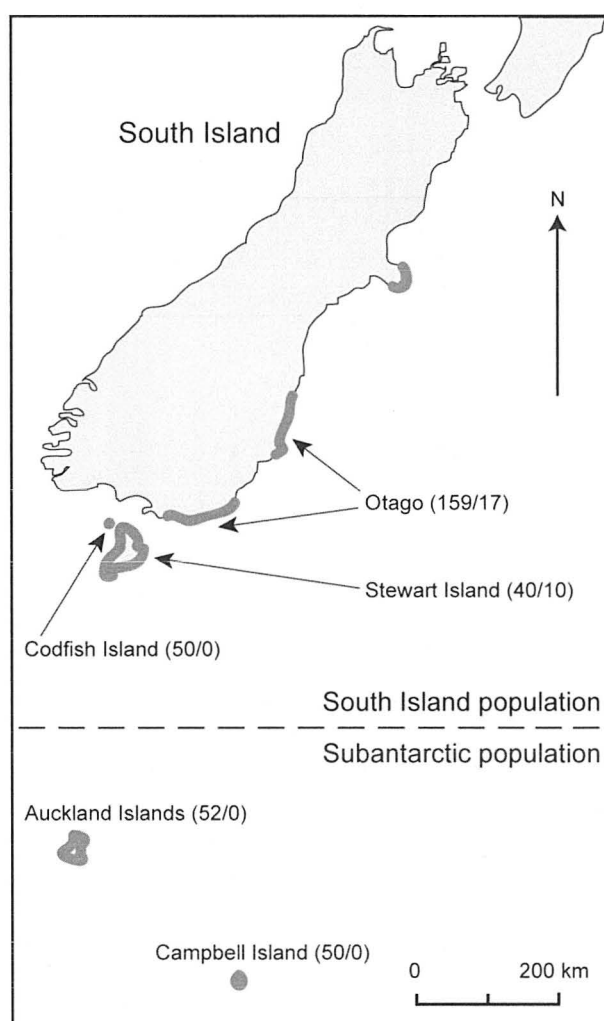 South Island
N
Otago (159/17)
Stewart Island (40/10)
Codfish Island (50/0)
South Island population
Subantarctic population
Auckland Islands (52/0)
Campbell Island (50/0)
0 200 km